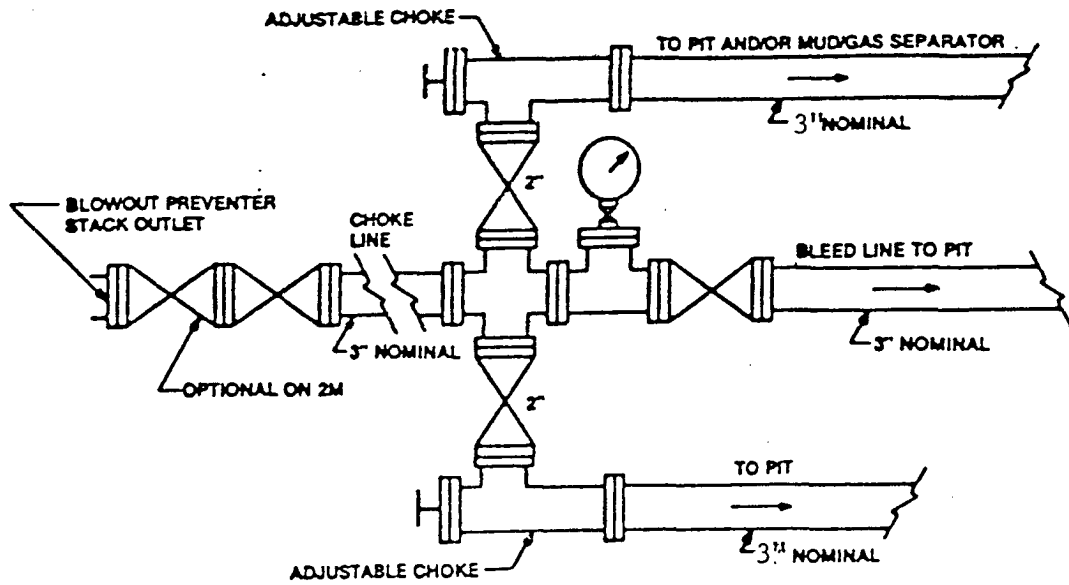 ADJUSTABLE CHOKE
TO PIT AND/OR MUD/GAS SEPARATOR
3" NOMINAL
2"
BLOWOUT PREVENTER
STACK OUTLET
CHOKE
LINE
BLEED LINE TO PIT
3" NOMINAL
3" NOMINAL
OPTIONAL ON 2M
2"
TO PIT
3" NOMINAL
ADJUSTABLE CHOKE